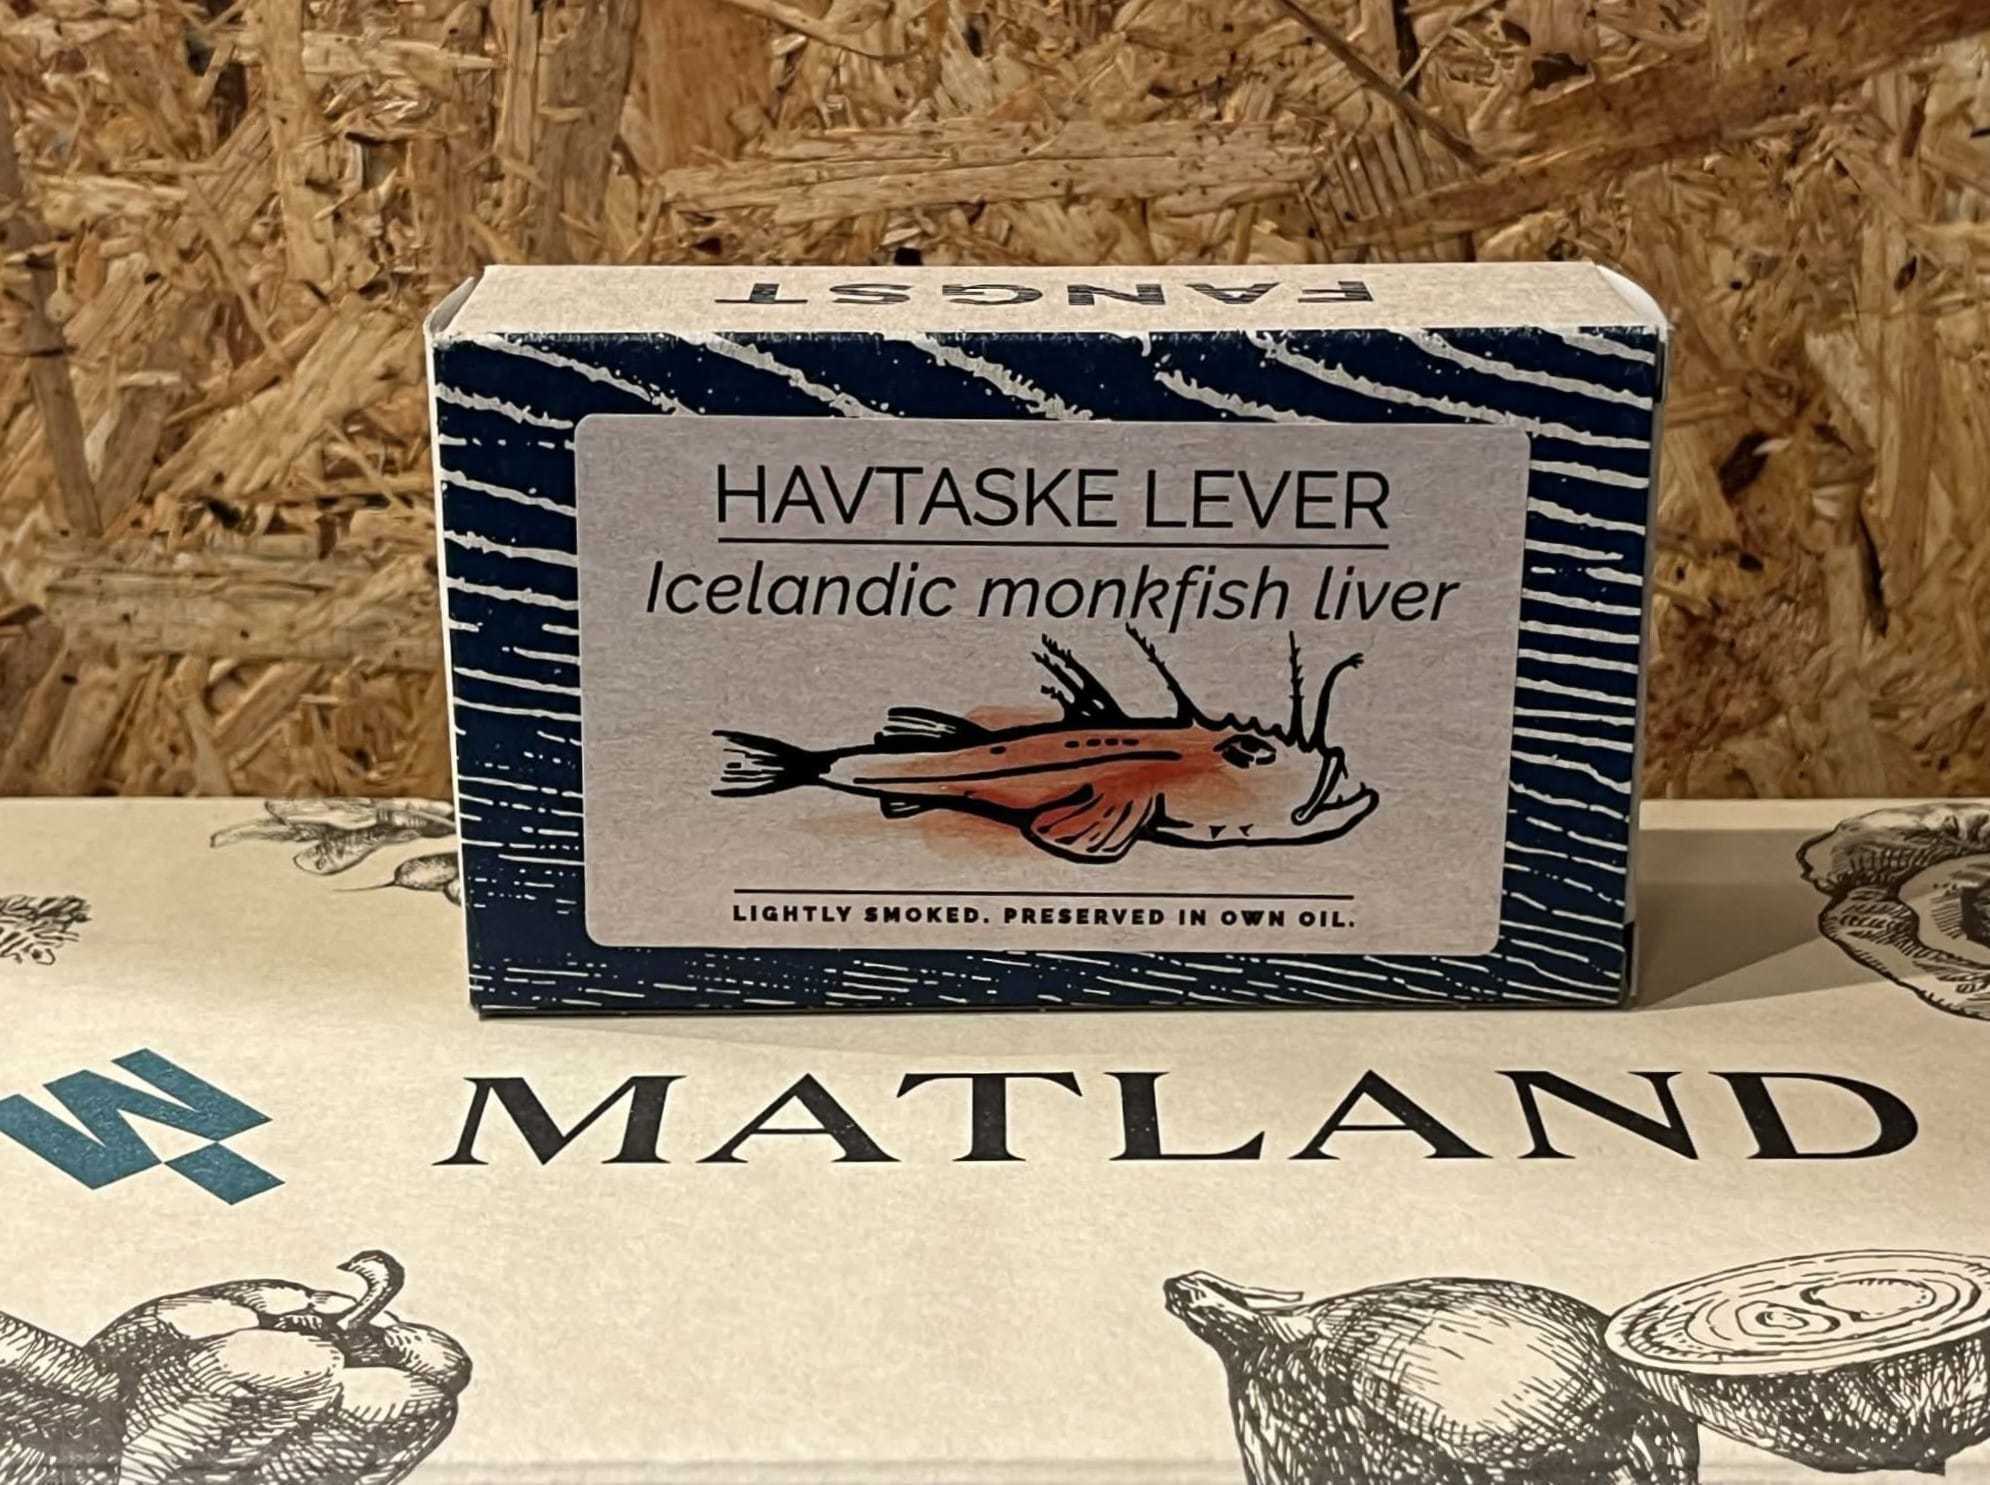 FANGST
HAVTASKE LEVER
Icelandic monkfish liver
LIGHTLY SMOKED. PRESERVED IN OWN OIL.
MATLAND